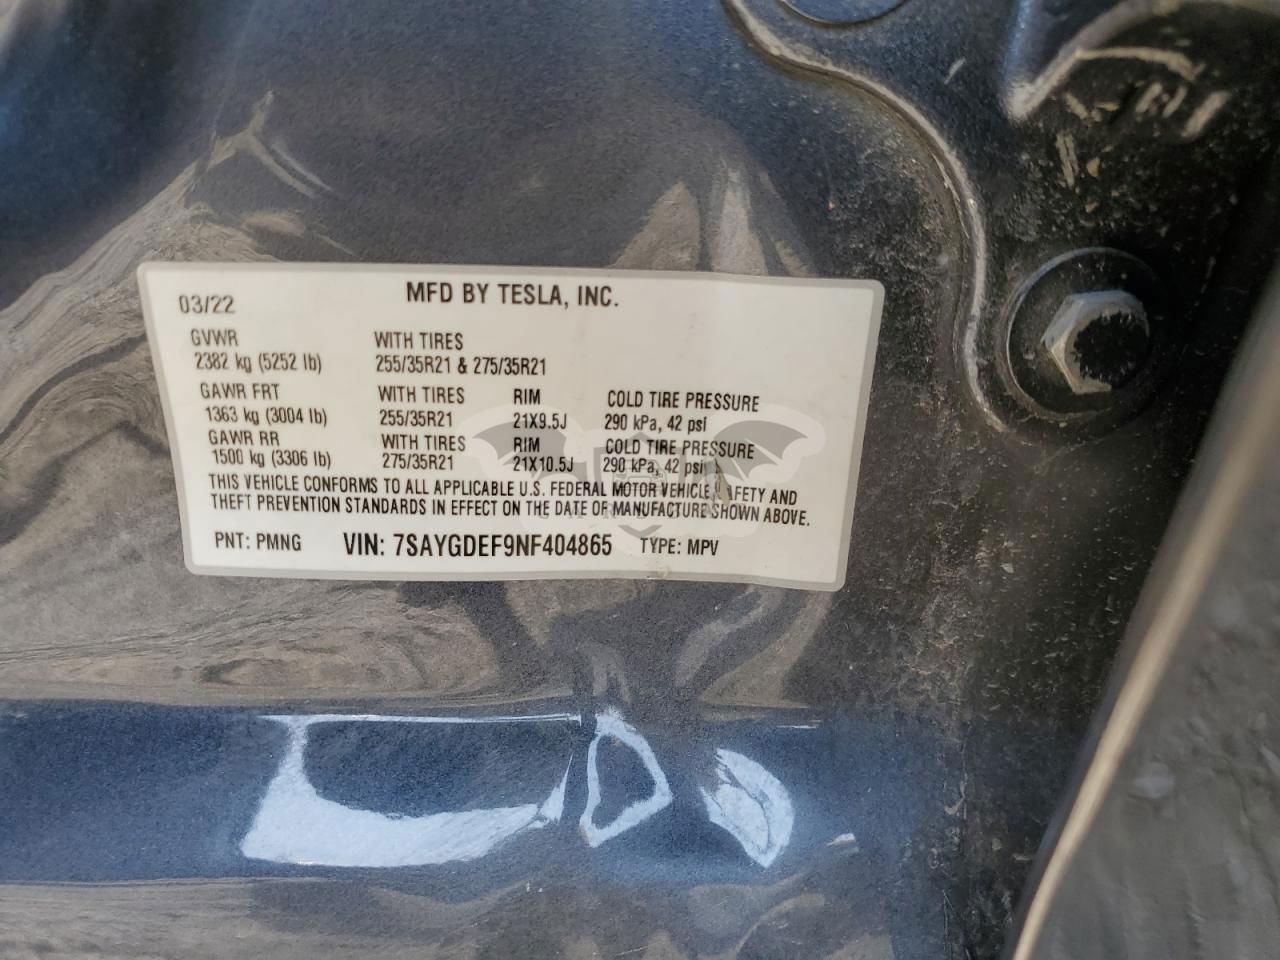 MFD BY TESLA, INC.
03/22
GVWR WITH TIRES
2382 kg (5252 lb) 255/35R21 & 275/35R21
GAWR FRT WITH TIRES RIM COLD TIRE PRESSURE
1363 kg (3004 lb) 255/35R21 21X9.5J 290 kPa, 42 psi
GAWR RR WITH TIRES RIM COLD TIRE PRESSURE
1500 kg (3306 lb) 275/35R21 21X10.5J 290 kPa, 42 psi
THIS VEHICLE CONFORMS TO ALL APPLICABLE U.S. FEDERAL MOTOR VEHICLE SAFETY AND
THEFT PREVENTION STANDARDS IN EFFECT ON THE DATE OF MANUFACTURE SHOWN ABOVE.
PNT: PMNG VIN: 7SAYGDEF9NF404865 TYPE: MPV